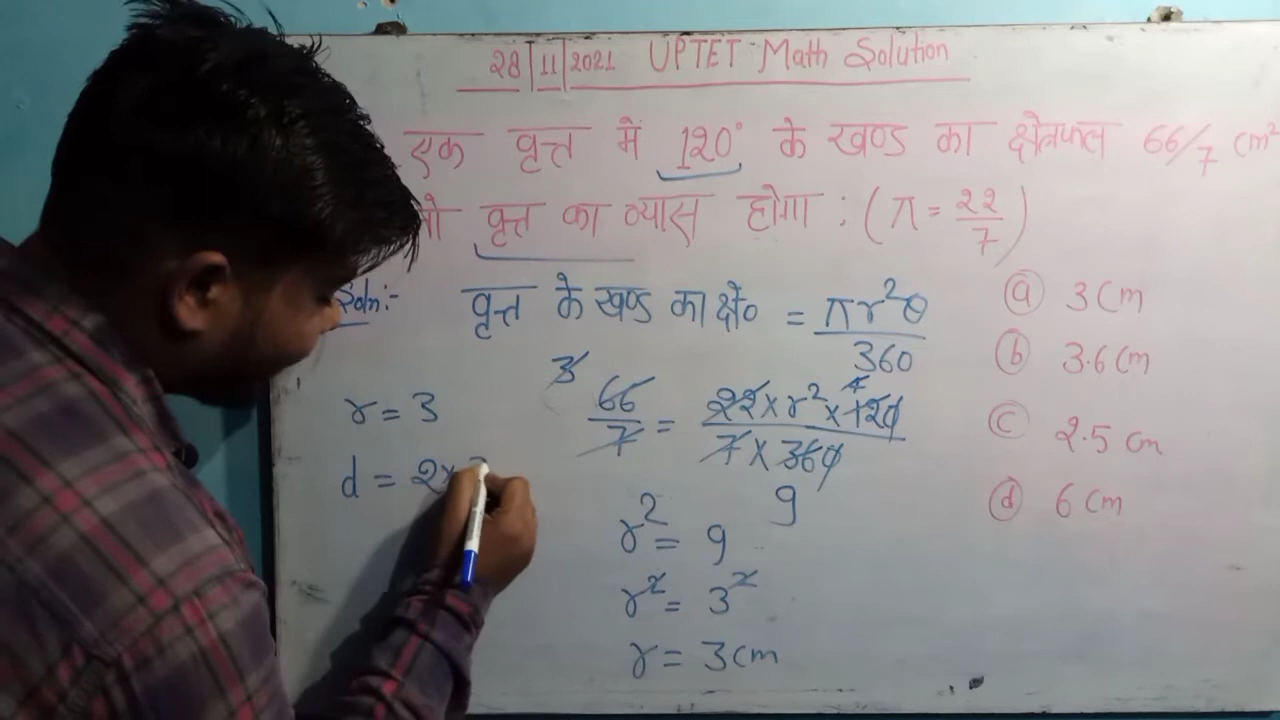 28|11|2021 UPTET Math Solution
एक वृत्त में 120° के खण्ड का क्षेत्रफल 66/7 cm²
वृत्त का व्यास होगा : (π = 22/7)
Soln:- वृत्त के खण्ड का क्षे० = πr²θ/360
ⓐ 3 Cm
ⓑ 3.6 Cm
ⓒ 2.5 cm
ⓓ 6 Cm
3 66/7 = 22×r²×120/7×360
9
r² = 9
r² = 3²
r = 3 cm
r = 3
d = 2×